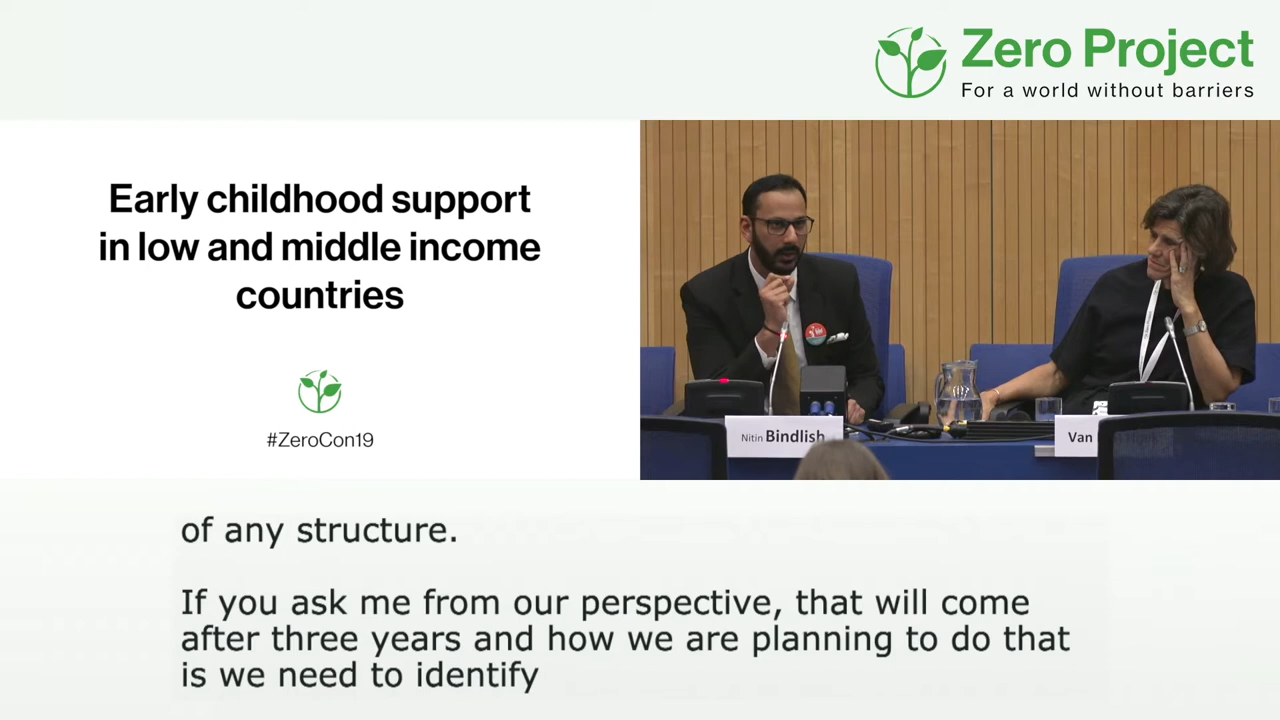 Zero Project
For a world without barriers
Early childhood support
in low and middle income
countries
#ZeroCon19
Nitin Bindlish
Van
of any structure.
If you ask me from our perspective, that will come
after three years and how we are planning to do that
is we need to identify